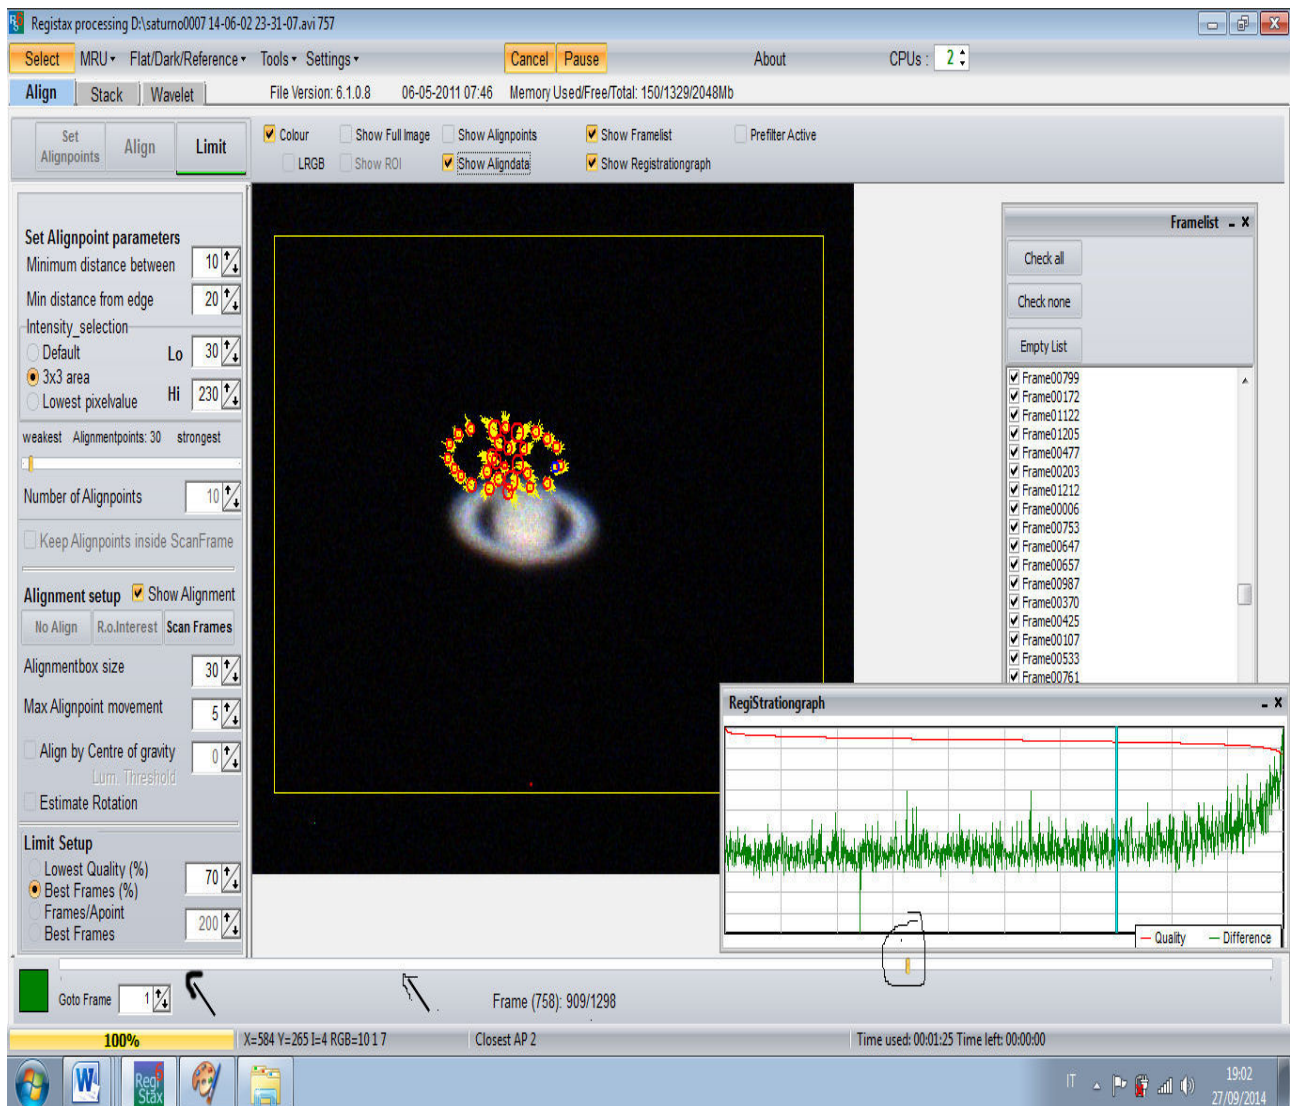 Registax processing D:\saturno0007 14-06-02 23-31-07.avi 757
Select MRU Flat/Dark/Reference Tools Settings Cancel Pause About CPUs : 2
Align Stack Wavelet File Version: 6.1.0.8 06-05-2011 07:46 Memory Used/Free/Total: 150/1329/2048Mb
Set Alignpoints Align Limit
Colour Show Full Image Show Alignpoints Show Framelist Prefilter Active
LRGB Show ROI Show Aligndata Show Registrationgraph
Set Alignpoint parameters
Minimum distance between 10
Min distance from edge 20
Intensity_selection
Default Lo 30
3x3 area
Lowest pixelvalue Hi 230
weakest Alignmentpoints: 30 strongest
Number of Alignpoints 10
Keep Alignpoints inside ScanFrame
Alignment setup Show Alignment
No Align R.o.Interest Scan Frames
Alignmentbox size 30
Max Alignpoint movement 5
Align by Centre of gravity 0
Lum. Threshold
Estimate Rotation
Limit Setup
Lowest Quality (%)
Best Frames (%) 70
Frames/Apoint
Best Frames 200
Framelist - X
Check all
Check none
Empty List
Frame00799
Frame00172
Frame01122
Frame01205
Frame00477
Frame00203
Frame01212
Frame00006
Frame00753
Frame00647
Frame00657
Frame00987
Frame00370
Frame00425
Frame00107
Frame00533
Frame00761
RegiStrationgraph - X
Quality Difference
Goto Frame 1 Frame (758): 909/1298
100% X=584 Y=265 I=4 RGB=10 1 7 Closest AP 2 Time used: 00:01:25 Time left: 00:00:00
W Regi Stax 6 IT 19:02
27/09/2014